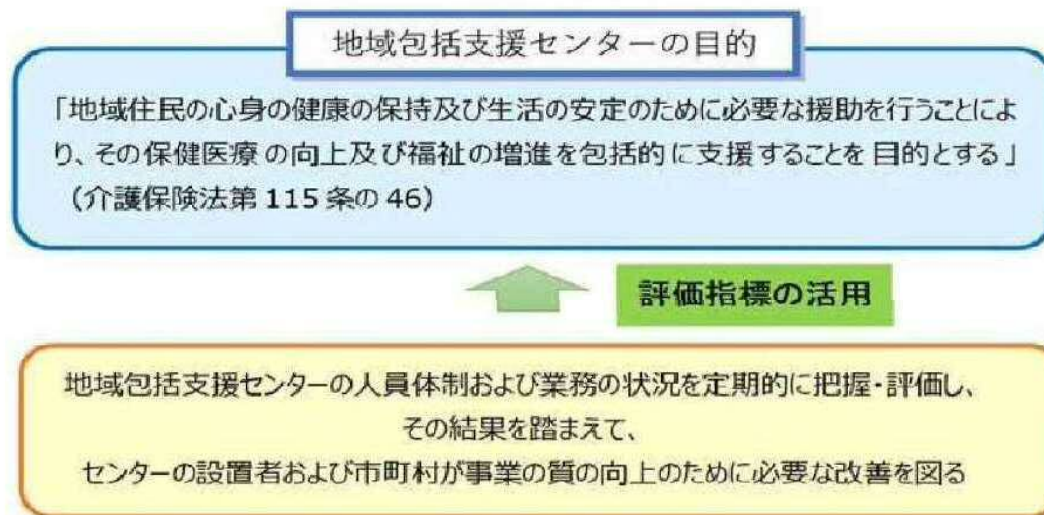 地域包括支援センターの目的
「地域住民の心身の健康の保持及び生活の安定のために必要な援助を行うことによ
り、その保健医療の向上及び福祉の増進を包括的に支援することを目的とする」
（介護保険法第 115 条の 46）
評価指標の活用
地域包括支援センターの人員体制および業務の状況を定期的に把握・評価し、
その結果を踏まえて、
センターの設置者および市町村が事業の質の向上のために必要な改善を図る